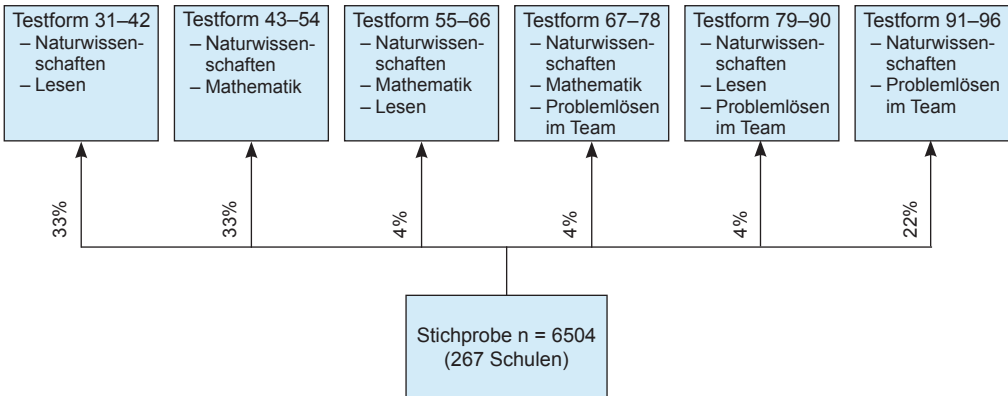 Testform 31–42
– Naturwissen-
schaften
– Lesen
Testform 43–54
– Naturwissen-
schaften
– Mathematik
Testform 55–66
– Naturwissen-
schaften
– Mathematik
– Lesen
Testform 67–78
– Naturwissen-
schaften
– Mathematik
– Problemlösen
im Team
Testform 79–90
– Naturwissen-
schaften
– Lesen
– Problemlösen
im Team
Testform 91–96
– Naturwissen-
schaften
– Problemlösen
im Team
33%
33%
4%
4%
4%
22%
Stichprobe n = 6504
(267 Schulen)